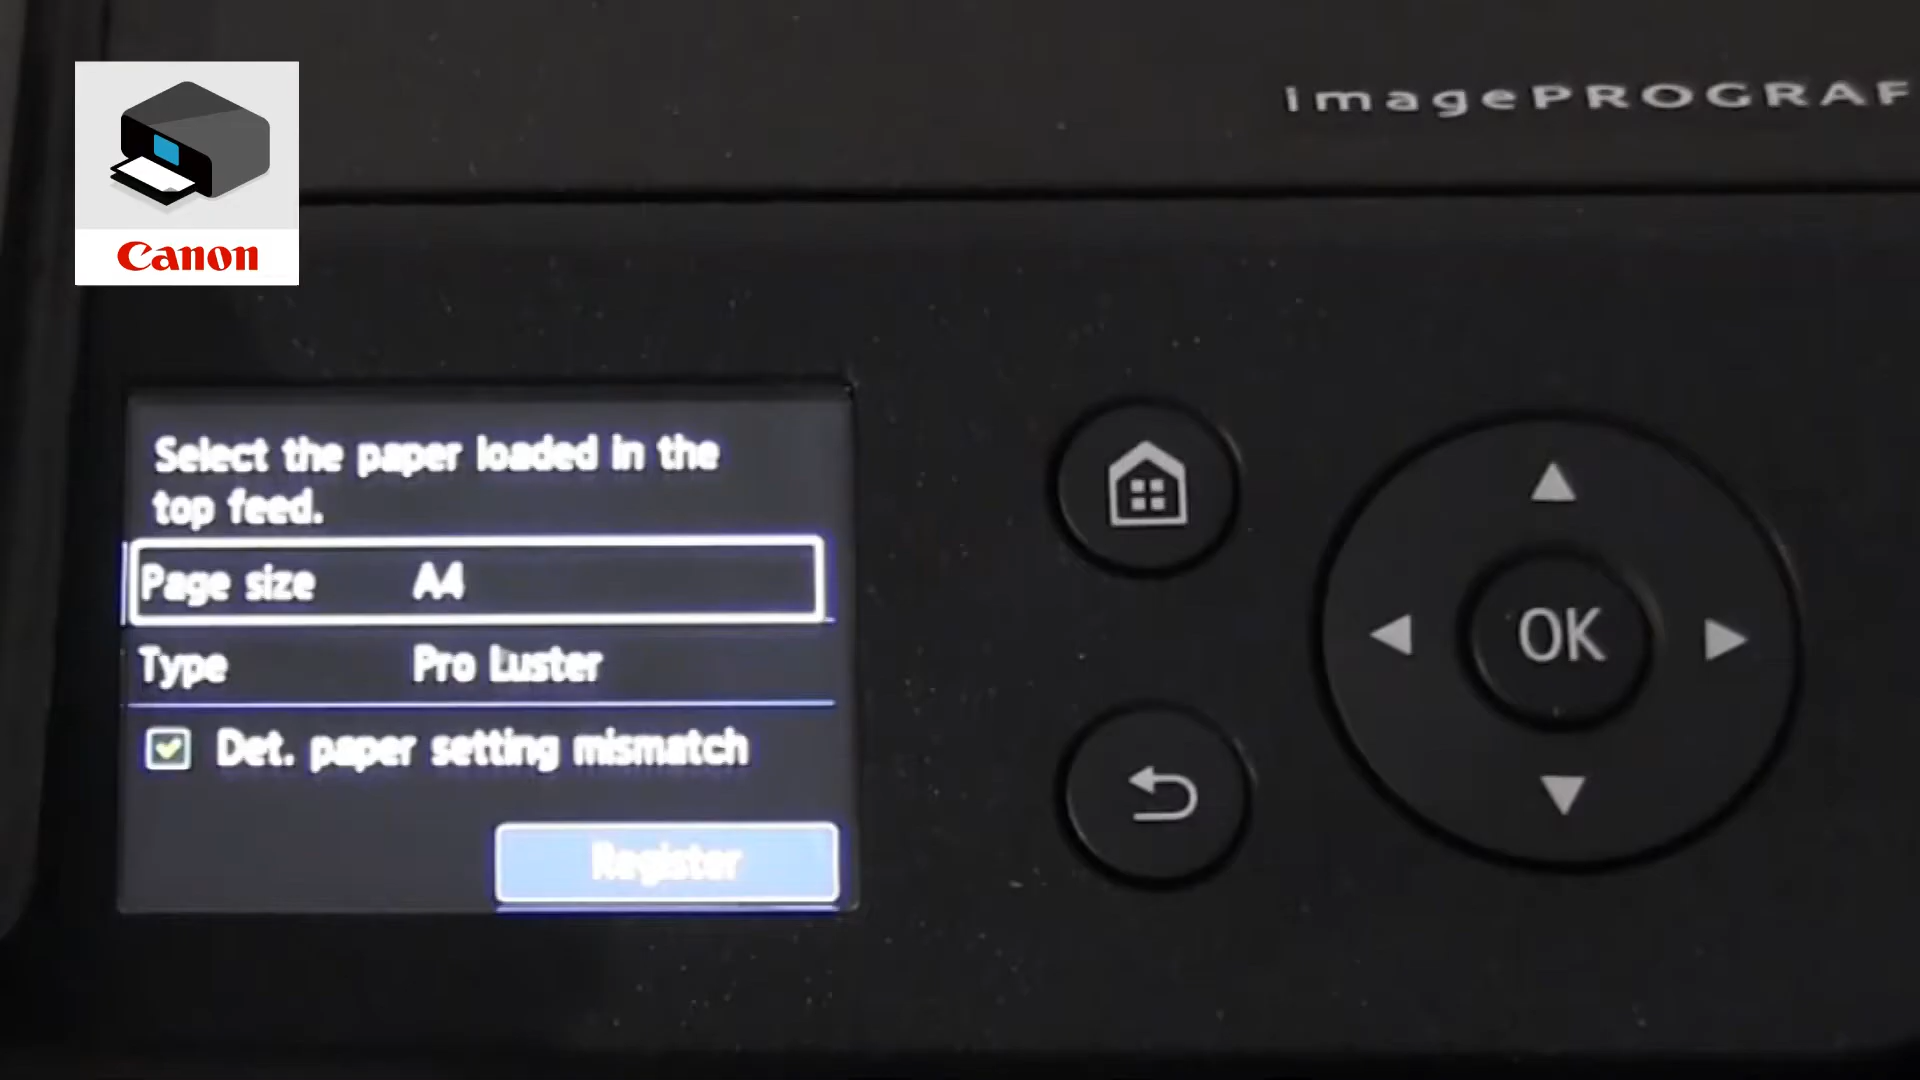 imagePROGRAF
Canon
Select the paper loaded in the
top feed.
Page size A4
Type Pro Luster
Det. paper setting mismatch
Register
OK